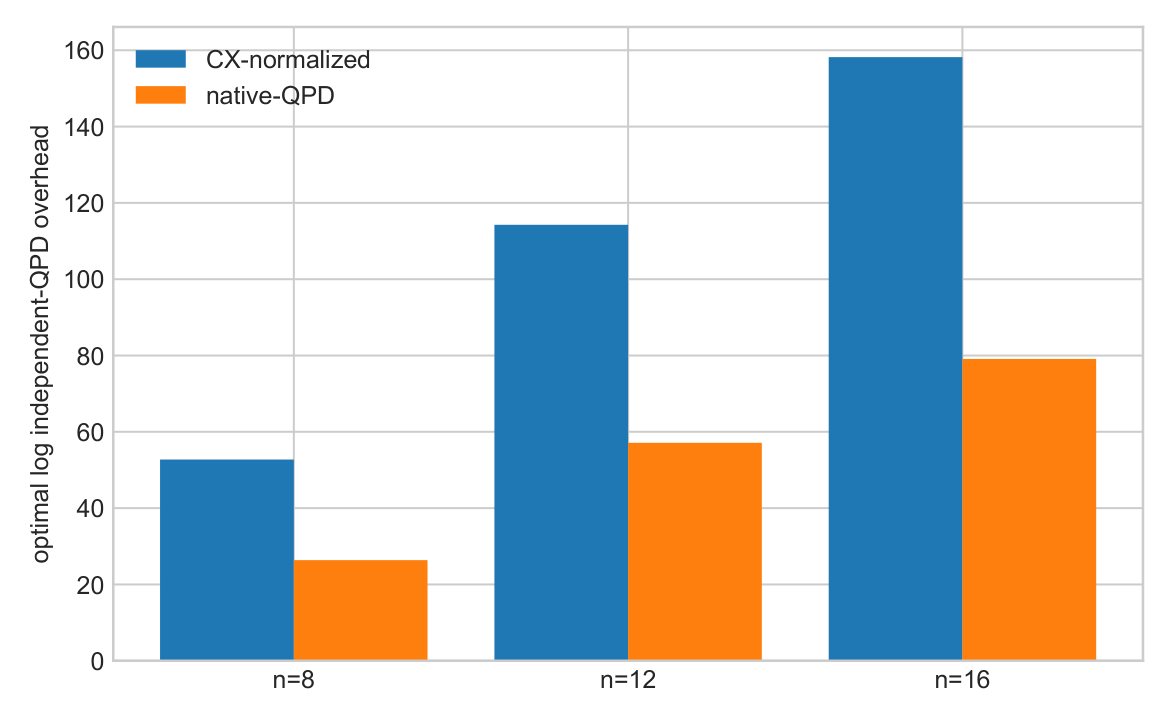 CX-normalized
native-QPD
optimal log independent-QPD overhead
160
140
120
100
80
60
40
20
0
n=8
n=12
n=16